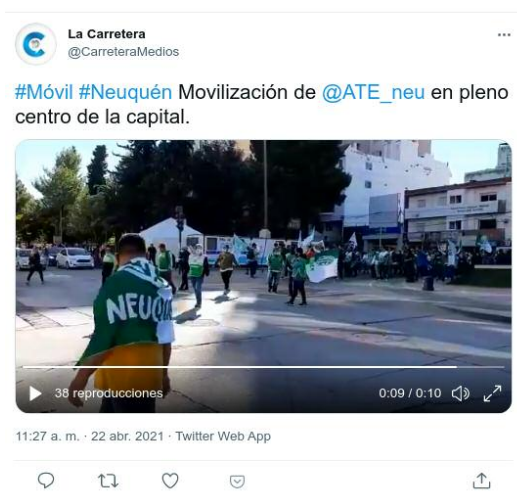 La Carretera
@CarreteraMedios
#Móvil #Neuquén Movilización de @ATE_neu en pleno
centro de la capital.
NEUQU
38 reproducciones
0:09 / 0:10
11:27 a. m. · 22 abr. 2021 · Twitter Web App